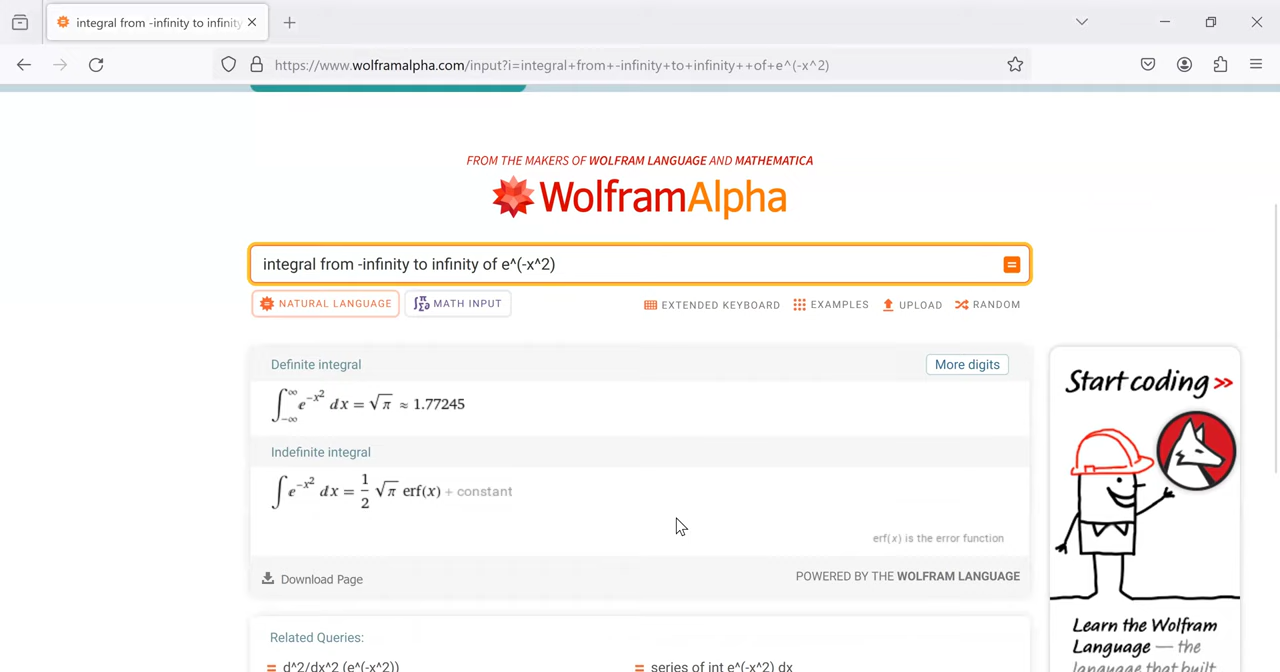 integral from -infinity to infinity
https://www.wolframalpha.com/input?i=integral+from+-infinity+to+infinity++of+e^(-x^2)
FROM THE MAKERS OF WOLFRAM LANGUAGE AND MATHEMATICA
WolframAlpha
integral from -infinity to infinity of e^(-x^2)
=
NATURAL LANGUAGE
∫π Σ∂ MATH INPUT
EXTENDED KEYBOARD
EXAMPLES
UPLOAD
RANDOM
Definite integral
More digits
∫_{-∞}^{∞} e^{-x^2} dx = √π ≈ 1.77245
Indefinite integral
∫ e^{-x^2} dx = 1/2 √π erf(x) + constant
erf(x) is the error function
Download Page
POWERED BY THE WOLFRAM LANGUAGE
Related Queries:
= d^2/dx^2 (e^(-x^2))
= series of int e^(-x^2) dx
Start coding >>
Learn the Wolfram
Language — the
language that built